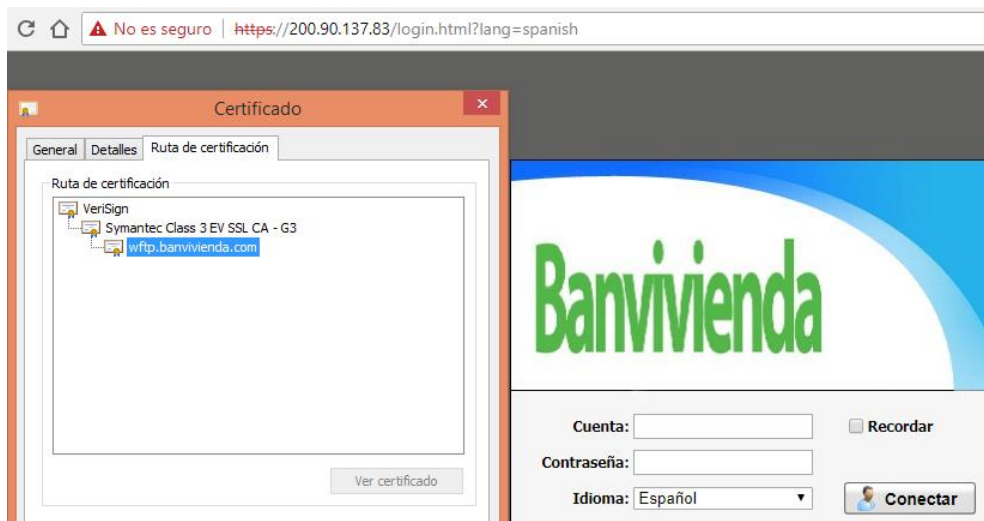 No es seguro | https://200.90.137.83/login.html?lang=spanish
Certificado
General Detalles Ruta de certificación
Ruta de certificación
VeriSign
Symantec Class 3 EV SSL CA - G3
wftp.banvivienda.com
Ver certificado
Banvivienda
Cuenta:
Recordar
Contraseña:
Idioma: Español
Conectar